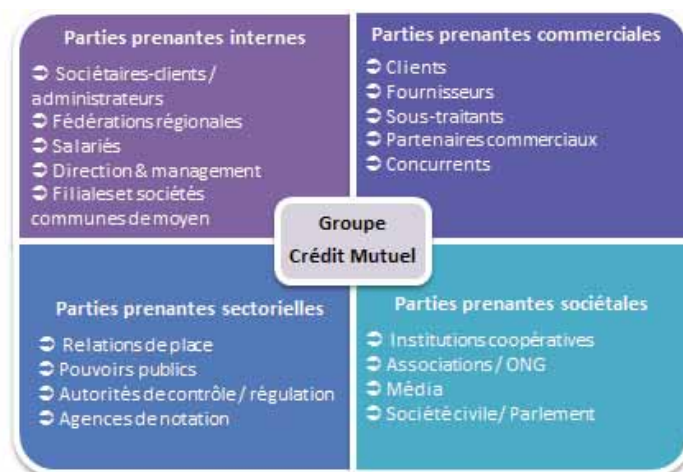 Parties prenantes internes
➲ Sociétaires-clients /
administrateurs
➲ Fédérations régionales
➲ Salariés
➲ Direction & management
➲ Filiales et sociétés
communes de moyen
Parties prenantes commerciales
➲ Clients
➲ Fournisseurs
➲ Sous-traitants
➲ Partenaires commerciaux
➲ Concurrents
Groupe
Crédit Mutuel
Parties prenantes sectorielles
➲ Relations de place
➲ Pouvoirs publics
➲ Autorités de contrôle / régulation
➲ Agences de notation
Parties prenantes sociétales
➲ Institutions coopératives
➲ Associations / ONG
➲ Média
➲ Société civile / Parlement